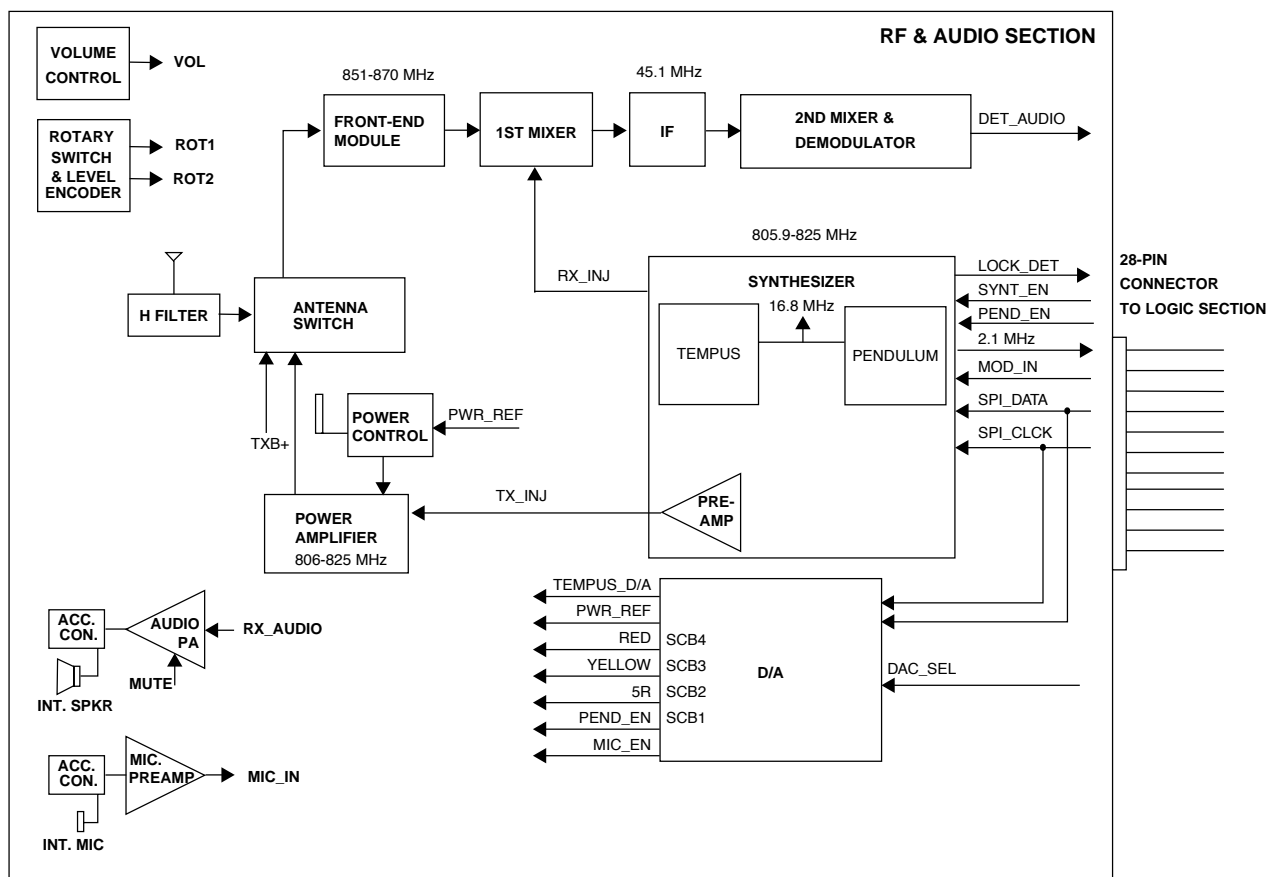 RF & AUDIO SECTION
VOLUME
CONTROL
VOL
ROTARY
SWITCH
& LEVEL
ENCODER
ROT1
ROT2
851-870 MHz
FRONT-END
MODULE
1ST MIXER
45.1 MHz
IF
2ND MIXER &
DEMODULATOR
DET_AUDIO
H FILTER
ANTENNA
SWITCH
RX_INJ
805.9-825 MHz
SYNTHESIZER
16.8 MHz
TEMPUS
PENDULUM
LOCK_DET
SYNT_EN
PEND_EN
2.1 MHz
MOD_IN
SPI_DATA
SPI_CLCK
28-PIN
CONNECTOR
TO LOGIC SECTION
TXB+
POWER
CONTROL
PWR_REF
POWER
AMPLIFIER
806-825 MHz
TX_INJ
PRE-
AMP
ACC.
CON.
AUDIO
PA
RX_AUDIO
MUTE
INT. SPKR
ACC.
CON.
MIC.
PREAMP
MIC_IN
INT. MIC
TEMPUS_D/A
PWR_REF
RED
YELLOW
5R
PEND_EN
MIC_EN
SCB4
SCB3
SCB2
SCB1
D/A
DAC_SEL